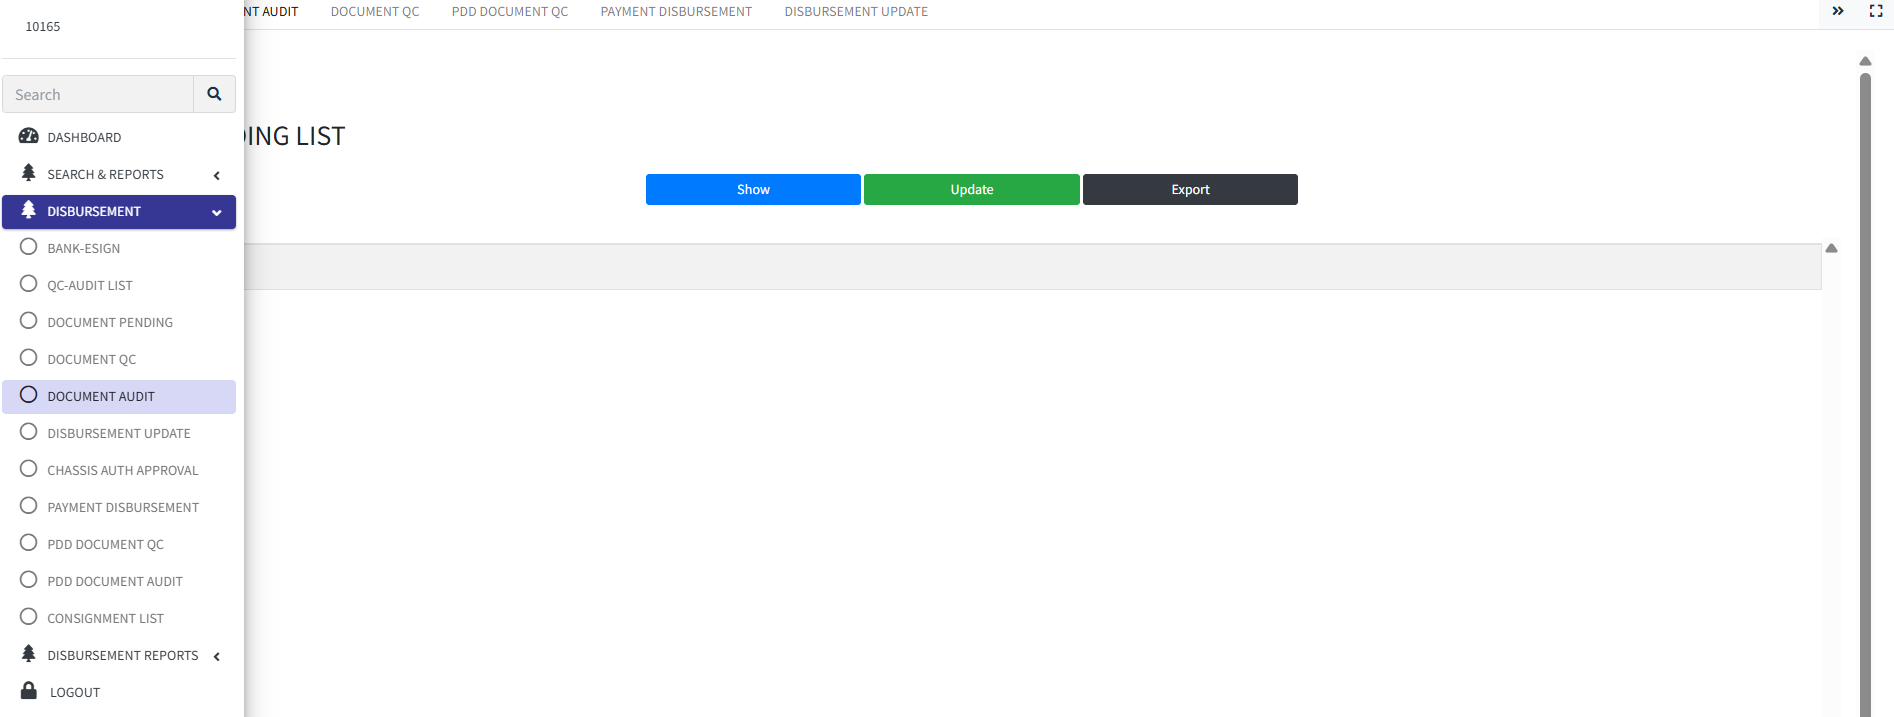 10165
NT AUDIT DOCUMENT QC PDD DOCUMENT QC PAYMENT DISBURSEMENT DISBURSEMENT UPDATE
Search
DASHBOARD
SEARCH & REPORTS
DISBURSEMENT
BANK-ESIGN
QC-AUDIT LIST
DOCUMENT PENDING
DOCUMENT QC
DOCUMENT AUDIT
DISBURSEMENT UPDATE
CHASSIS AUTH APPROVAL
PAYMENT DISBURSEMENT
PDD DOCUMENT QC
PDD DOCUMENT AUDIT
CONSIGNMENT LIST
DISBURSEMENT REPORTS
LOGOUT
ING LIST
Show Update Export